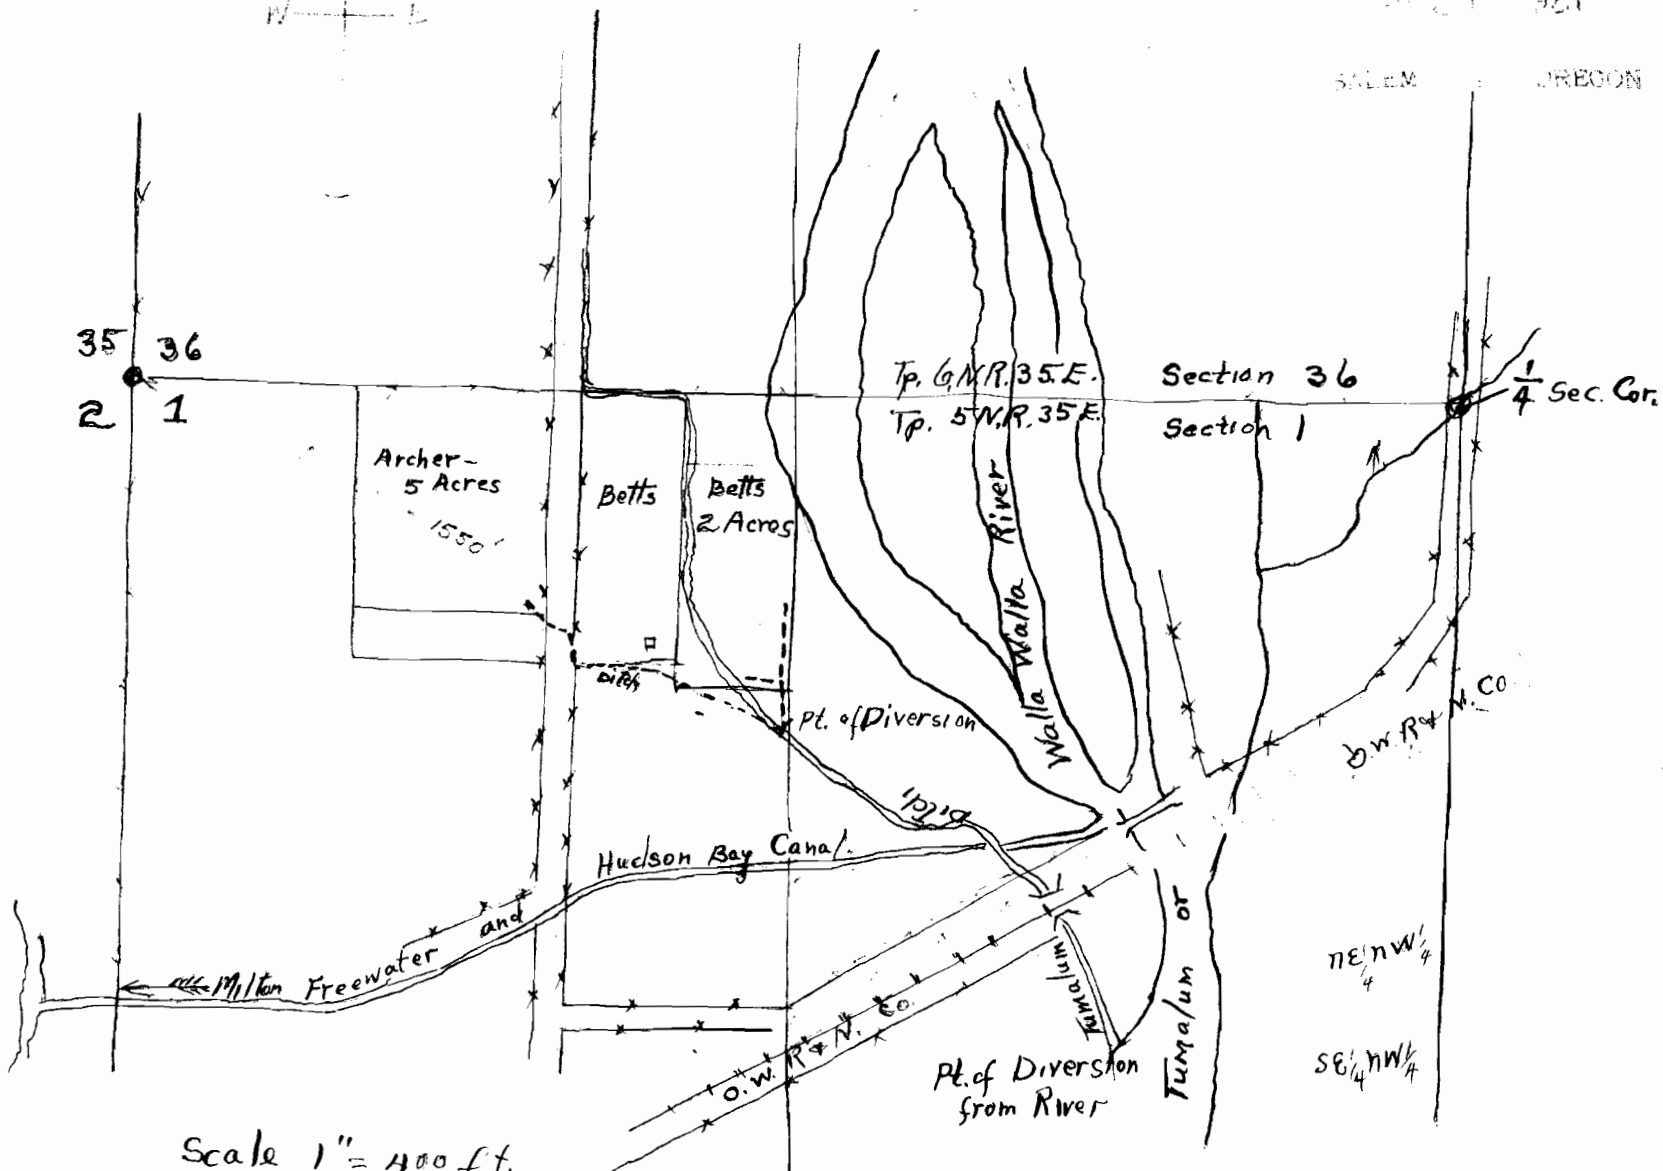 W E
SALEM OREGON
35 36
2 1
Tp. 6 N. R. 35 E.
Tp. 5 N. R. 35 E.
Section 36
Section 1
1/4 Sec. Cor.
Archer-
5 Acres
1550'
Betts
Betts
2 Acres
Walla Walla River
Ditch
Pt. of Diversion
O.W. R & N. CO
Ditch
Hudson Bay Canal.
and
Milton Freewater
Tumalum
Tumalum or
O.W. R & N. Co.
NE 1/4 NW 1/4
SE 1/4 NW 1/4
Pt. of Diversion
from River
Scale 1" = 400 ft.